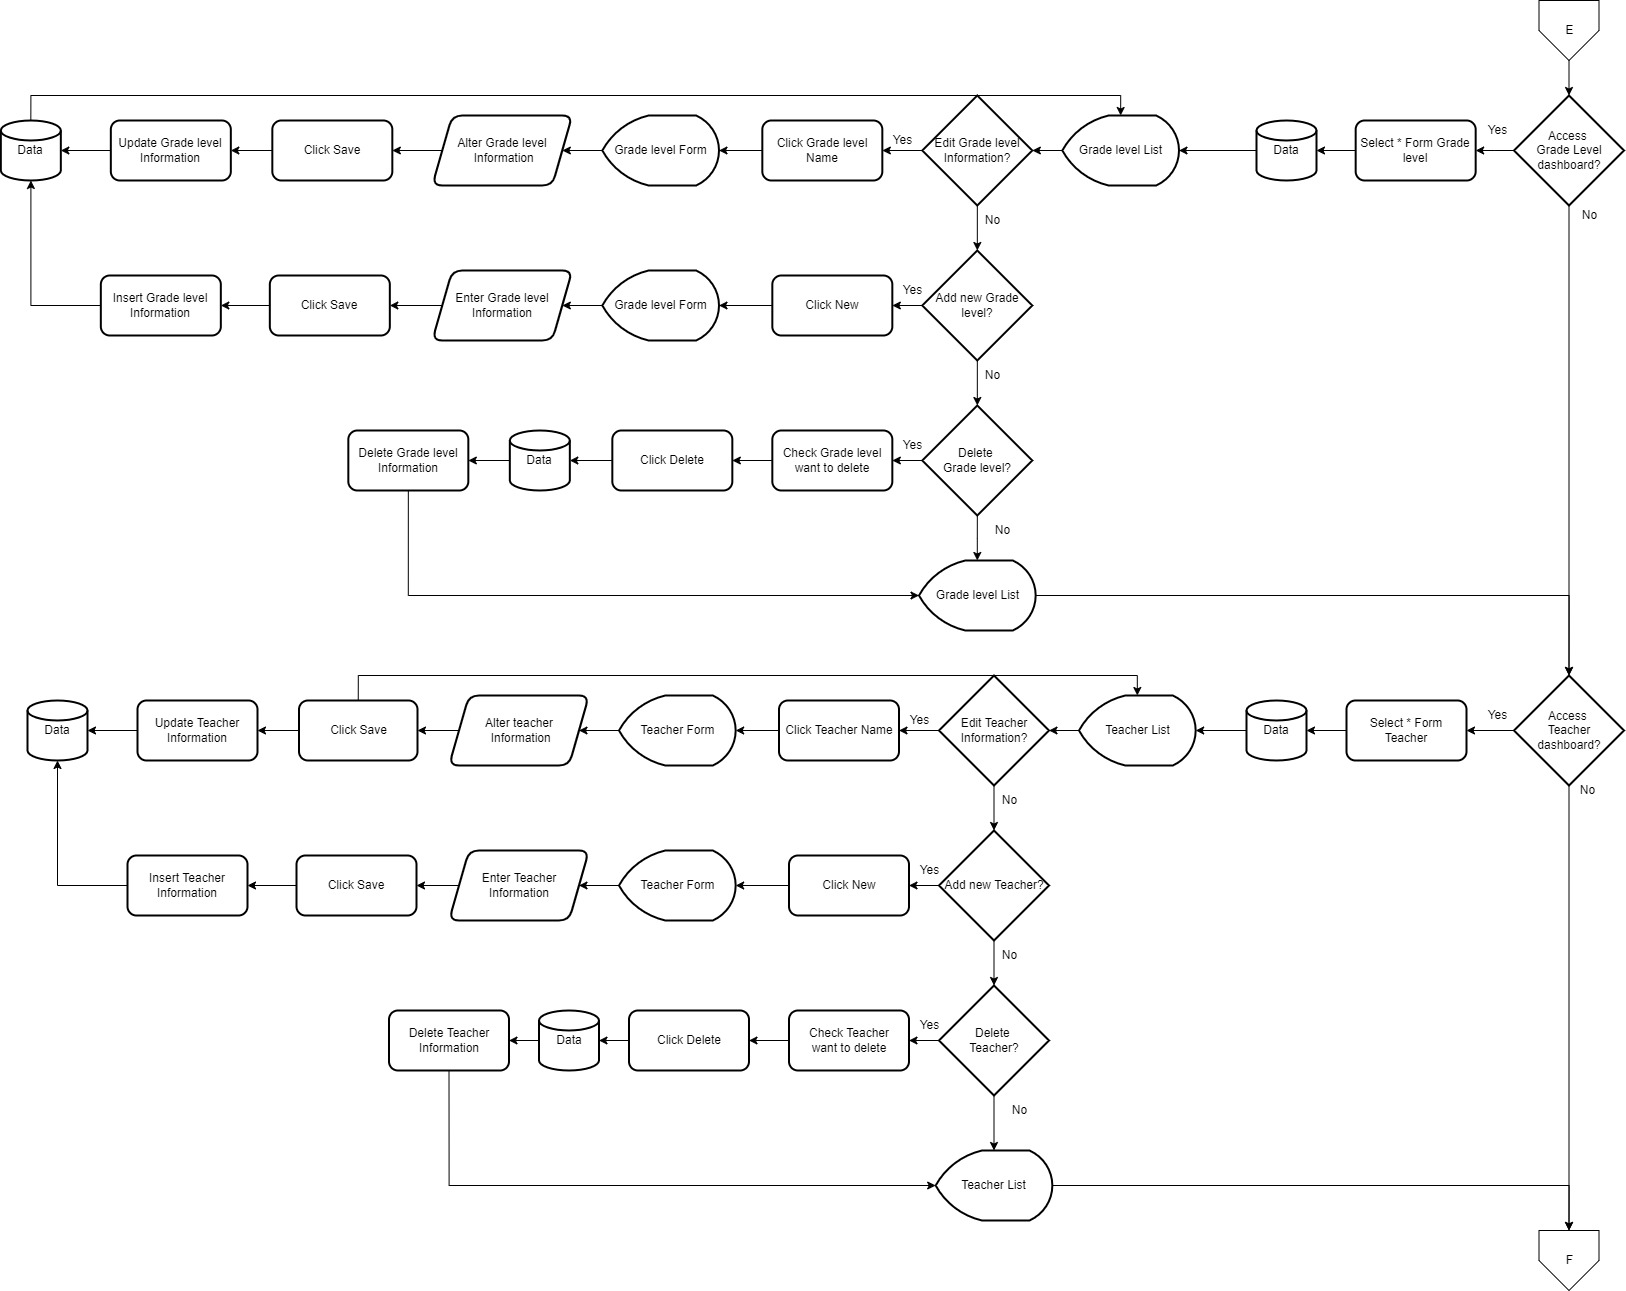 E
Data
Update Grade level
Information
Click Save
Alter Grade level
Information
Grade level Form
Click Grade level
Name
Yes
Edit Grade level
Information?
Grade level List
Data
Select * Form Grade
level
Yes
Access
Grade Level
dashboard?
No
No
Insert Grade level
Information
Click Save
Enter Grade level
Information
Grade level Form
Click New
Yes
Add new Grade
level?
No
Delete Grade level
Information
Data
Click Delete
Check Grade level
want to delete
Yes
Delete
Grade level?
No
Grade level List
Data
Update Teacher
Information
Click Save
Alter teacher
Information
Teacher Form
Click Teacher Name
Yes
Edit Teacher
Information?
Teacher List
Data
Select * Form
Teacher
Yes
Access
Teacher
dashboard?
No
No
Insert Teacher
Information
Click Save
Enter Teacher
Information
Teacher Form
Click New
Yes
Add new Teacher?
No
Delete Teacher
Information
Data
Click Delete
Check Teacher
want to delete
Yes
Delete
Teacher?
No
Teacher List
F